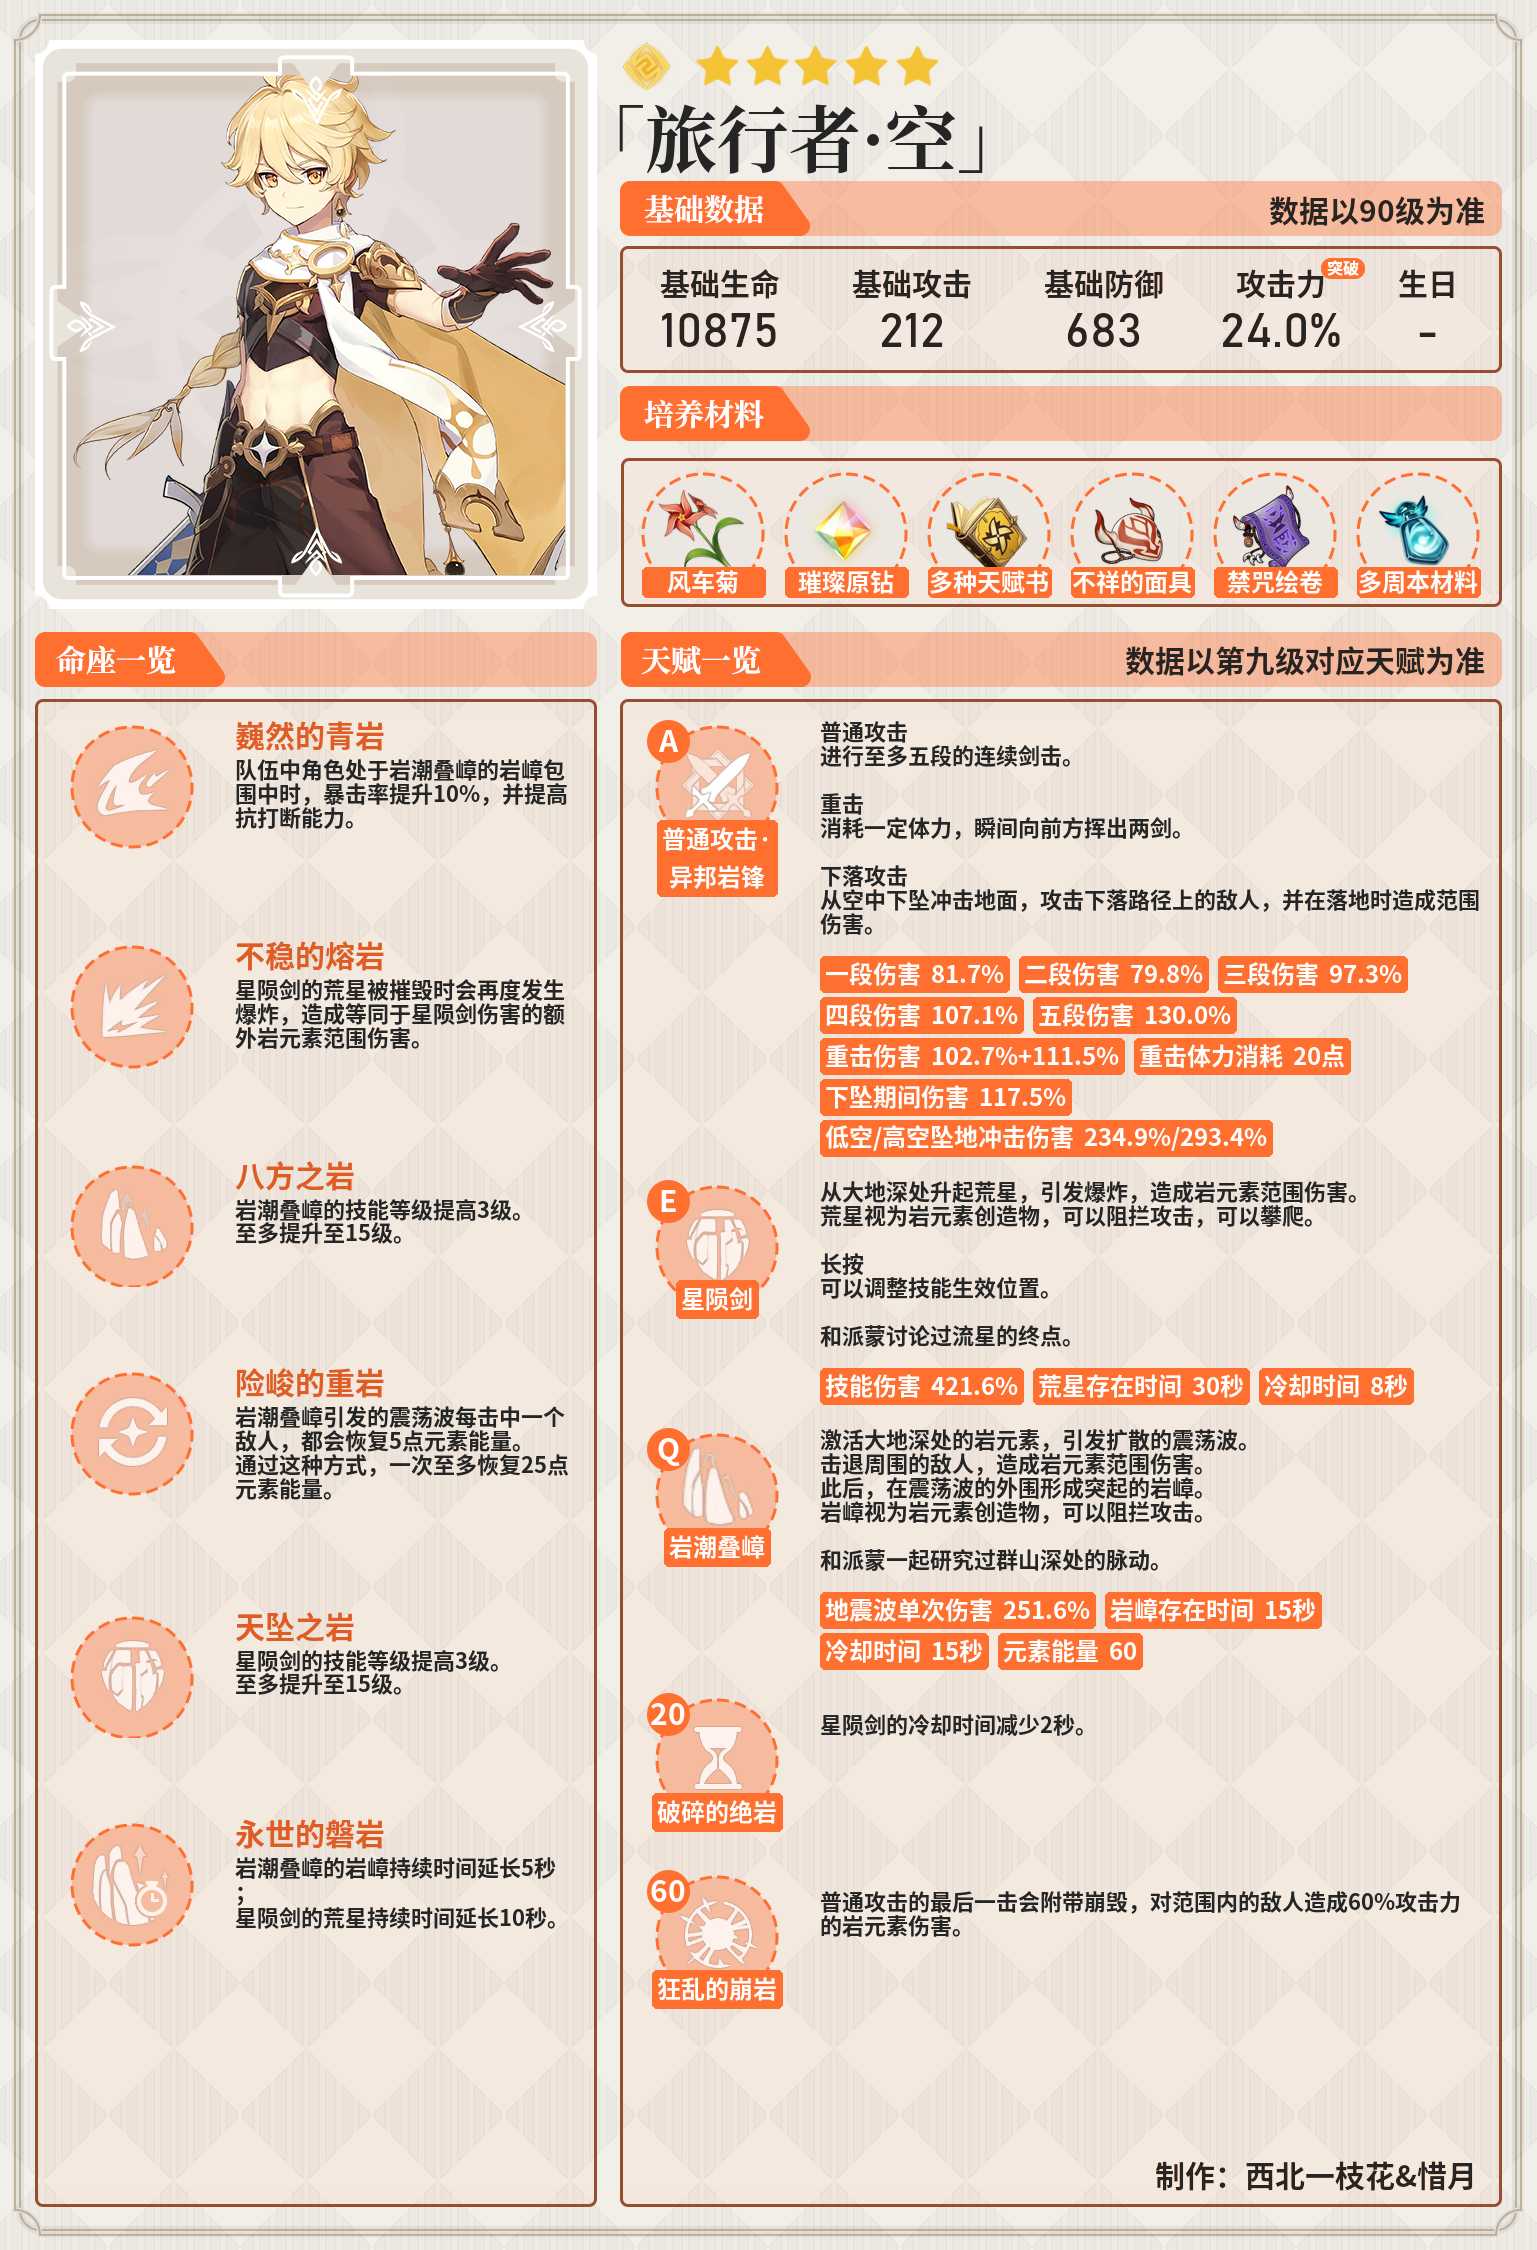 「旅行者·空」
基础数据
数据以90级为准
基础生命
基础攻击
基础防御
攻击力
突破
生日
10875
212
683
24.0%
-
培养材料
风车菊
璀璨原钻
多种天赋书
不祥的面具
禁咒绘卷
多周本材料
命座一览
巍然的青岩
队伍中角色处于岩潮叠嶂的岩嶂包
围中时，暴击率提升10%，并提高
抗打断能力。
不稳的熔岩
星陨剑的荒星被摧毁时会再度发生
爆炸，造成等同于星陨剑伤害的额
外岩元素范围伤害。
八方之岩
岩潮叠嶂的技能等级提高3级。
至多提升至15级。
险峻的重岩
岩潮叠嶂引发的震荡波每击中一个
敌人，都会恢复5点元素能量。
通过这种方式，一次至多恢复25点
元素能量。
天坠之岩
星陨剑的技能等级提高3级。
至多提升至15级。
永世的磐岩
岩潮叠嶂的岩嶂持续时间延长5秒
；
星陨剑的荒星持续时间延长10秒。
天赋一览
数据以第九级对应天赋为准
A
普通攻击·
异邦岩锋
普通攻击
进行至多五段的连续剑击。
重击
消耗一定体力，瞬间向前方挥出两剑。
下落攻击
从空中下坠冲击地面，攻击下落路径上的敌人，并在落地时造成范围
伤害。
一段伤害 81.7% 二段伤害 79.8% 三段伤害 97.3%
四段伤害 107.1% 五段伤害 130.0%
重击伤害 102.7%+111.5% 重击体力消耗 20点
下坠期间伤害 117.5%
低空/高空坠地冲击伤害 234.9%/293.4%
E
星陨剑
从大地深处升起荒星，引发爆炸，造成岩元素范围伤害。
荒星视为岩元素创造物，可以阻拦攻击，可以攀爬。
长按
可以调整技能生效位置。
和派蒙讨论过流星的终点。
技能伤害 421.6% 荒星存在时间 30秒 冷却时间 8秒
Q
岩潮叠嶂
激活大地深处的岩元素，引发扩散的震荡波。
击退周围的敌人，造成岩元素范围伤害。
此后，在震荡波的外围形成突起的岩嶂。
岩嶂视为岩元素创造物，可以阻拦攻击。
和派蒙一起研究过群山深处的脉动。
地震波单次伤害 251.6% 岩嶂存在时间 15秒
冷却时间 15秒 元素能量 60
20
破碎的绝岩
星陨剑的冷却时间减少2秒。
60
狂乱的崩岩
普通攻击的最后一击会附带崩毁，对范围内的敌人造成60%攻击力
的岩元素伤害。
制作：西北一枝花&惜月